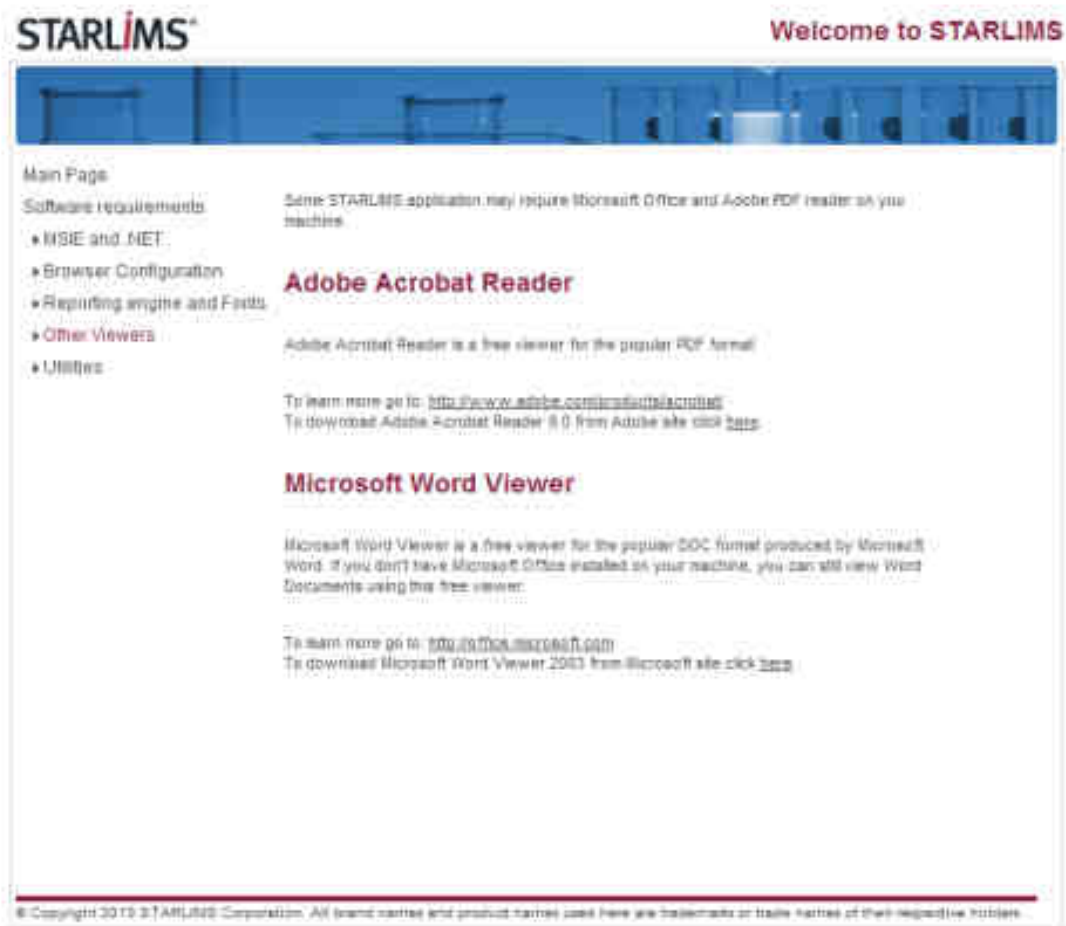 STARLIMS
Welcome to STARLIMS
Main Page
Software requirements
MSIE and .NET
Browser Configuration
Reporting engine and Fonts
Other Viewers
Utilities
Some STARLIMS application may require Microsoft Office and Adobe PDF reader on you
machine.
Adobe Acrobat Reader
Adobe Acrobat Reader is a free viewer for the popular PDF format
To learn more go to: http://www.adobe.com/products/acrobat/
To download Adobe Acrobat Reader from Adobe site click here
Microsoft Word Viewer
Microsoft Word Viewer is a free viewer for the popular DOC format produced by Microsoft
Word. If you don't have Microsoft Office installed on your machine, you can still view Word
Documents using this free viewer.
To learn more go to: http://office.microsoft.com
To download Microsoft Word Viewer 2003 from Microsoft site click here
© Copyright STARLIMS Corporation. All brand names and product names used here are trademarks or trade names of their respective holders.